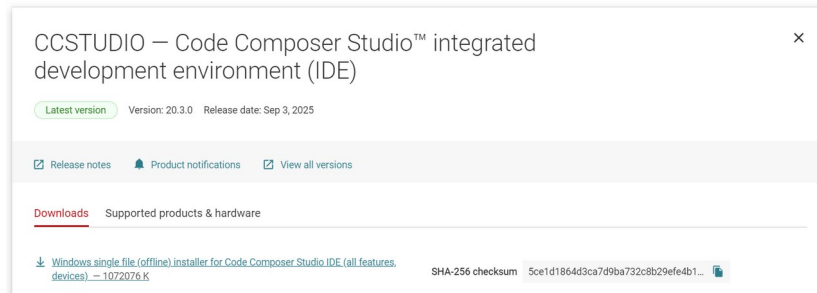 CCSTUDIO — Code Composer Studio™ integrated
development environment (IDE)
Latest version Version: 20.3.0 Release date: Sep 3, 2025
Release notes Product notifications View all versions
Downloads Supported products & hardware
Windows single file (offline) installer for Code Composer Studio IDE (all features,
devices) — 1072076 K
SHA-256 checksum 5ce1d1864d3ca7d9ba732c8b29efe4b1...